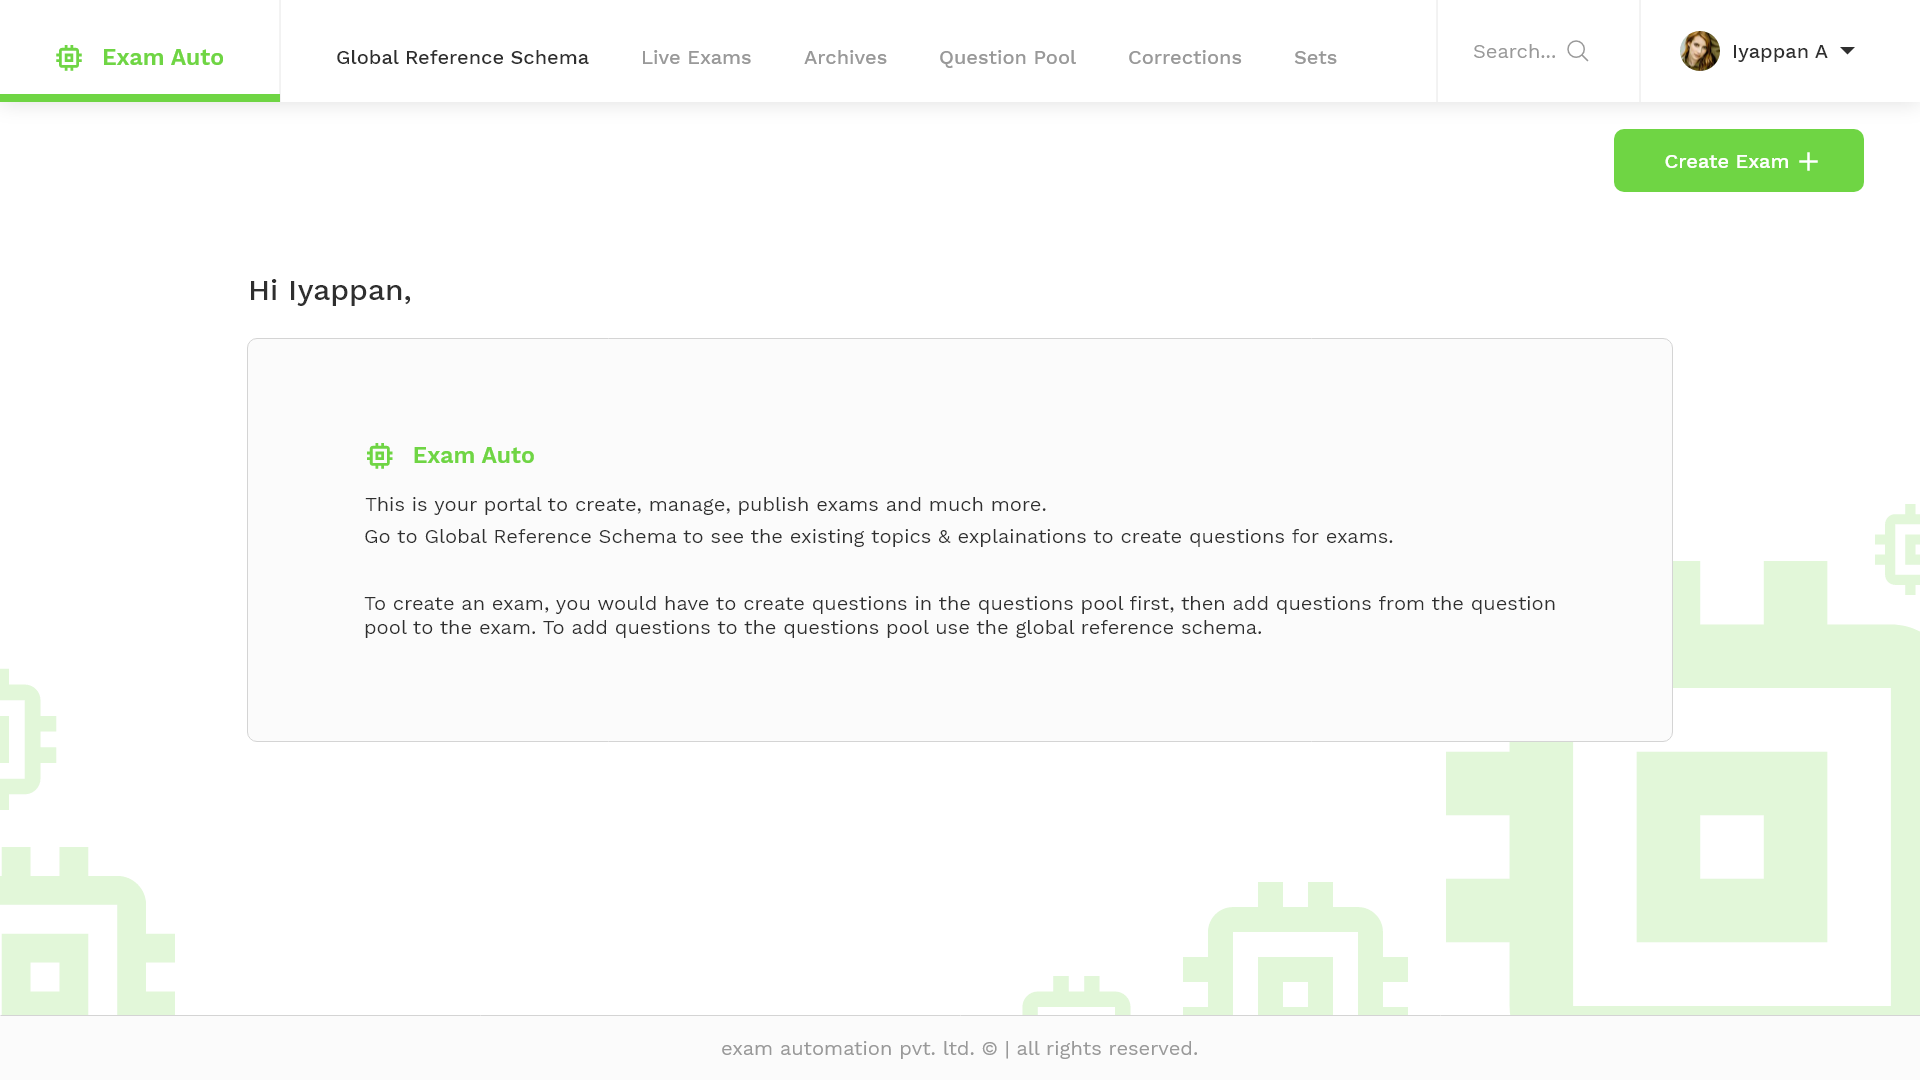 Exam Auto
Global Reference Schema
Live Exams
Archives
Question Pool
Corrections
Sets
Search...
Iyappan A
Create Exam
Hi Iyappan,
Exam Auto
This is your portal to create, manage, publish exams and much more.
Go to Global Reference Schema to see the existing topics & explainations to create questions for exams.
To create an exam, you would have to create questions in the questions pool first, then add questions from the question
pool to the exam. To add questions to the questions pool use the global reference schema.
exam automation pvt. ltd. © | all rights reserved.